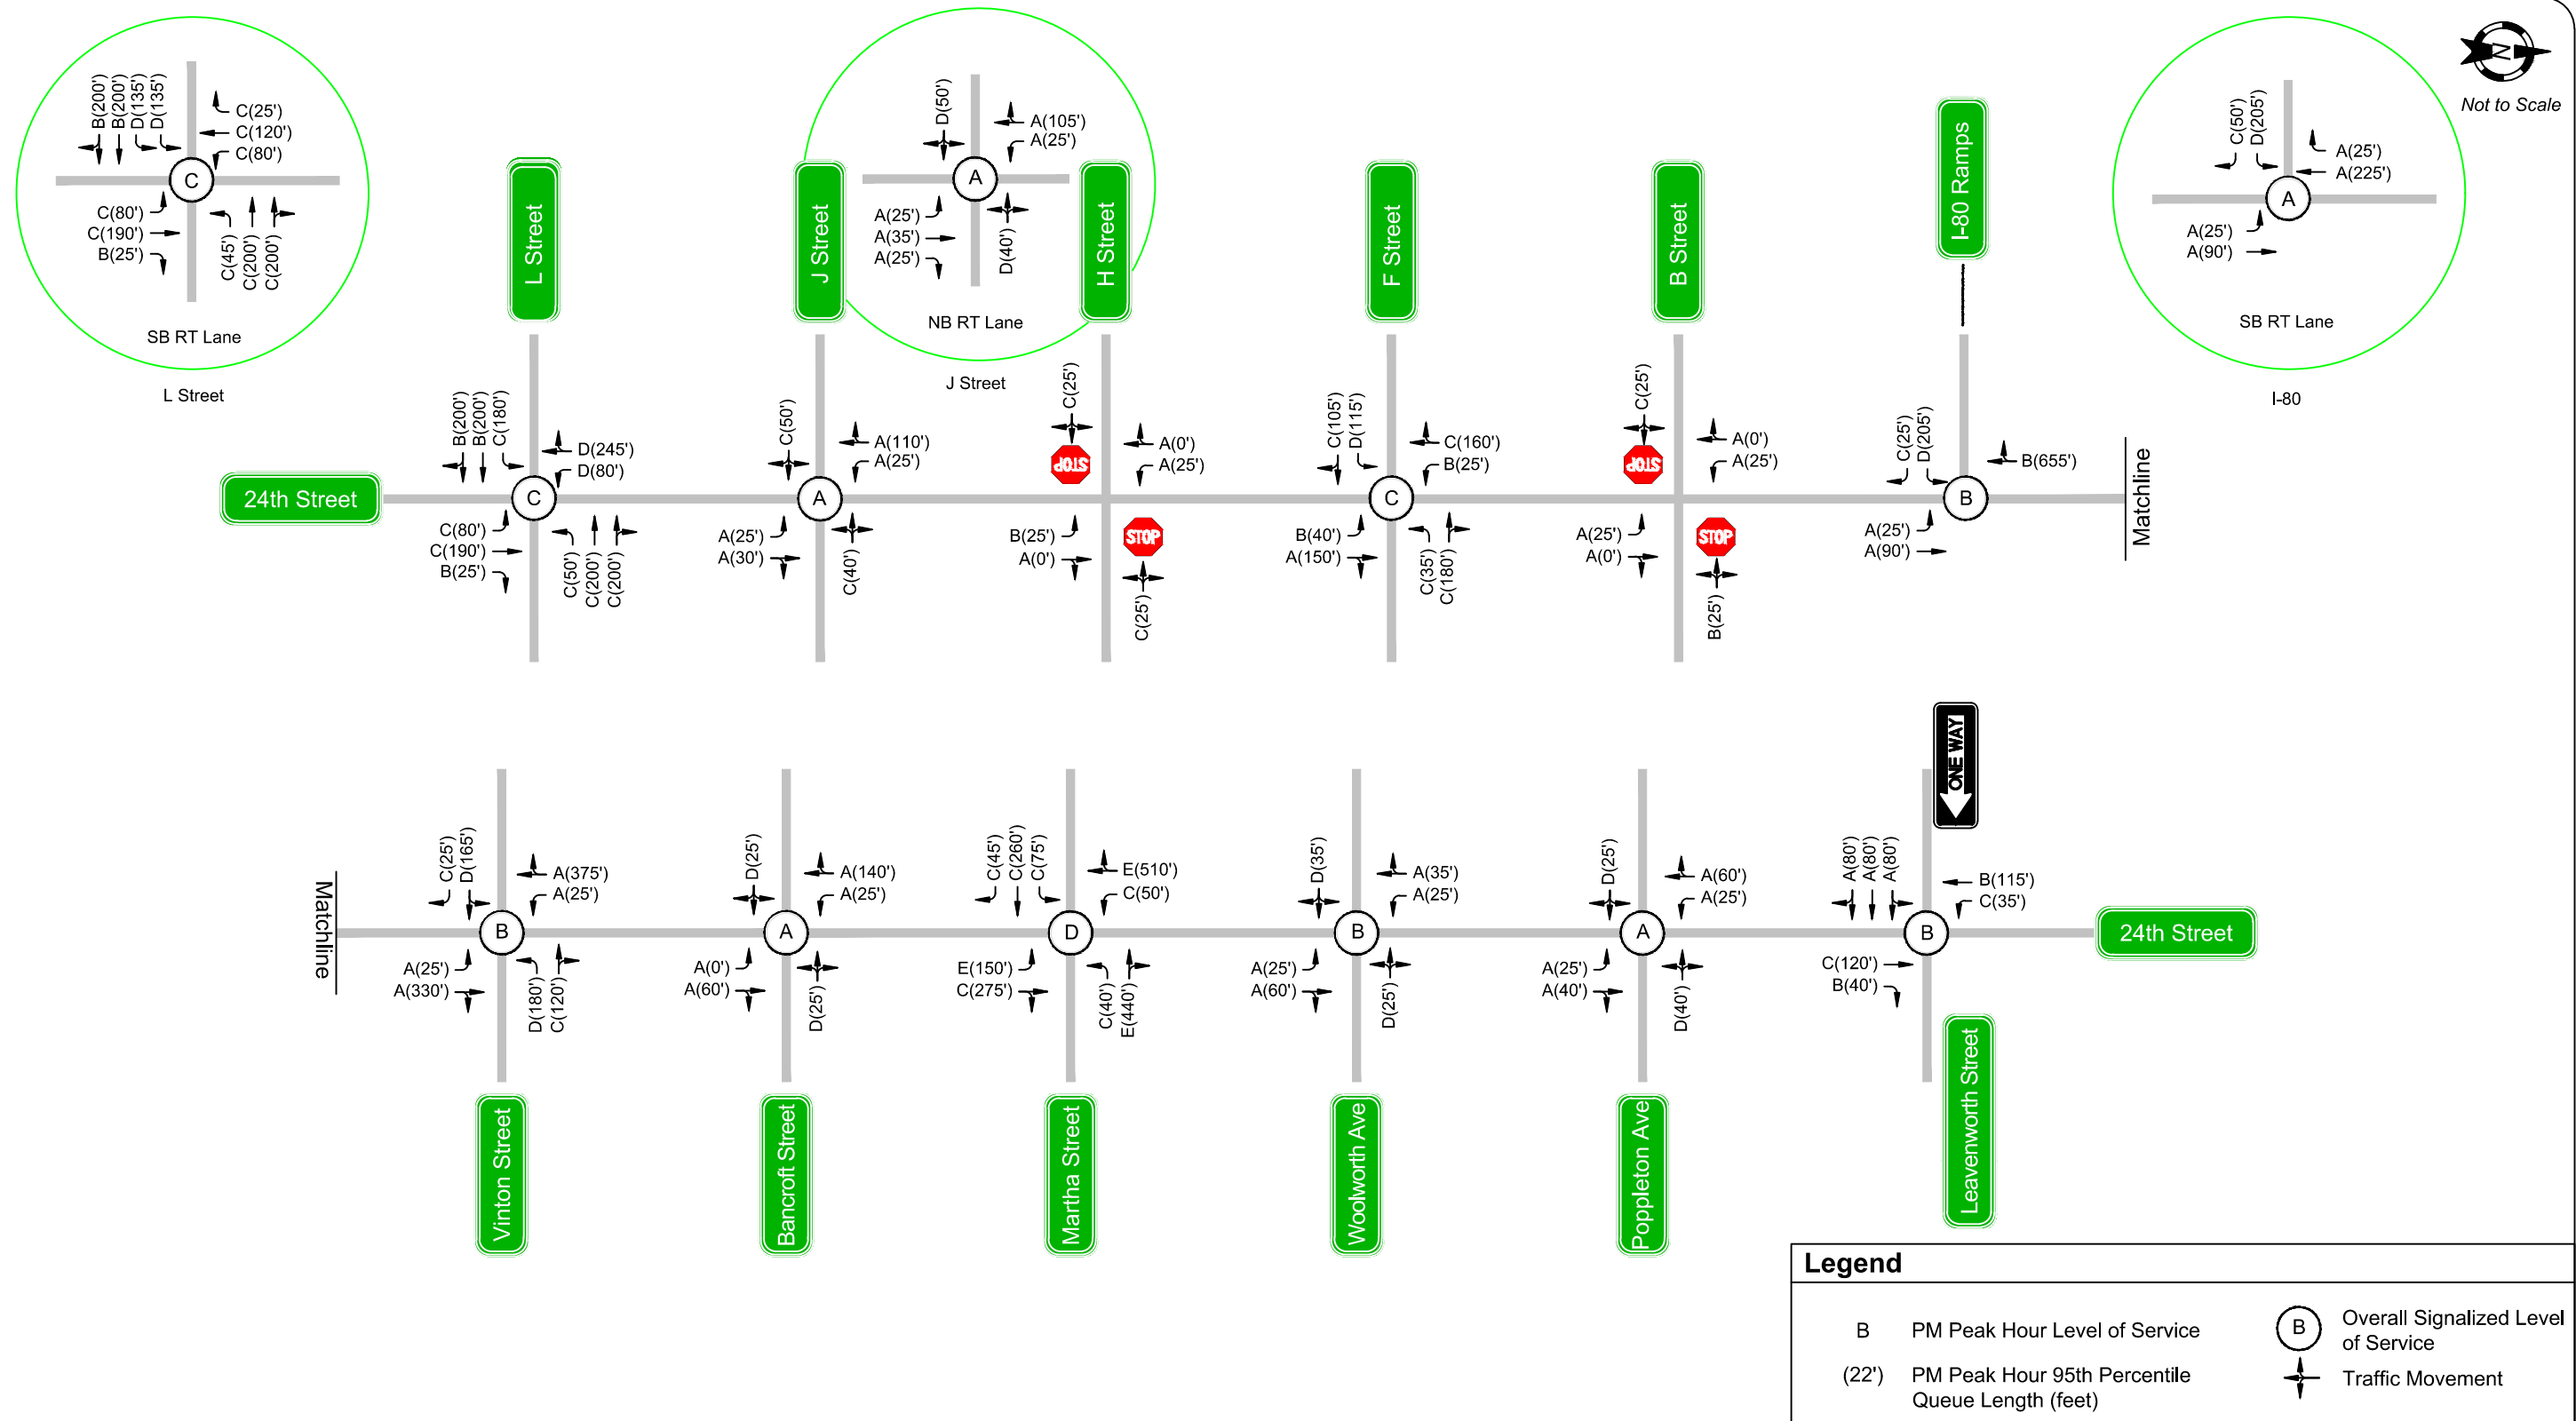 B(200')
B(200')
D(135')
D(135')
C(25')
C(120')
C(80')
C
C(80')
C(190')
B(25')
C(45')
C(200')
C(200')
SB RT Lane
L Street
D(50')
A(105')
A(25')
A
A(25')
A(35')
A(25')
D(40')
NB RT Lane
J Street
C(50')
D(205')
A(25')
A(225')
A
A(25')
A(90')
SB RT Lane
I-80
N
Not to Scale
L Street
J Street
H Street
F Street
B Street
I-80 Ramps
24th Street
B(200')
B(200')
C(180')
D(245')
D(80')
C
C(80')
C(190')
B(25')
C(50')
C(200')
C(200')
C(50')
A(110')
A(25')
A
A(25')
A(30')
C(40')
C(25')
STOP
A(0')
A(25')
B(25')
A(0')
STOP
C(25')
C(105')
D(115')
C(160')
B(25')
C
B(40')
A(150')
C(35')
C(180')
C(25')
STOP
A(0')
A(25')
A(25')
A(0')
STOP
B(25')
C(25')
D(205')
B(655')
B
A(25')
A(90')
Matchline
Matchline
C(25')
D(165')
A(375')
A(25')
B
A(25')
A(330')
D(180')
C(120')
D(25')
A(140')
A(25')
A
A(0')
A(60')
D(25')
C(45')
C(260')
C(75')
E(510')
C(50')
D
E(150')
C(275')
C(40')
E(440')
D(35')
A(35')
A(25')
B
A(25')
A(60')
D(25')
D(25')
A(60')
A(25')
A
A(25')
A(40')
D(40')
ONE WAY
A(80')
A(80')
A(80')
B(115')
C(35')
B
C(120')
B(40')
24th Street
Vinton Street
Bancroft Street
Martha Street
Woolworth Ave
Poppleton Ave
Leavenworth Street
Legend
B PM Peak Hour Level of Service
(22') PM Peak Hour 95th Percentile
Queue Length (feet)
B Overall Signalized Level
of Service
Traffic Movement